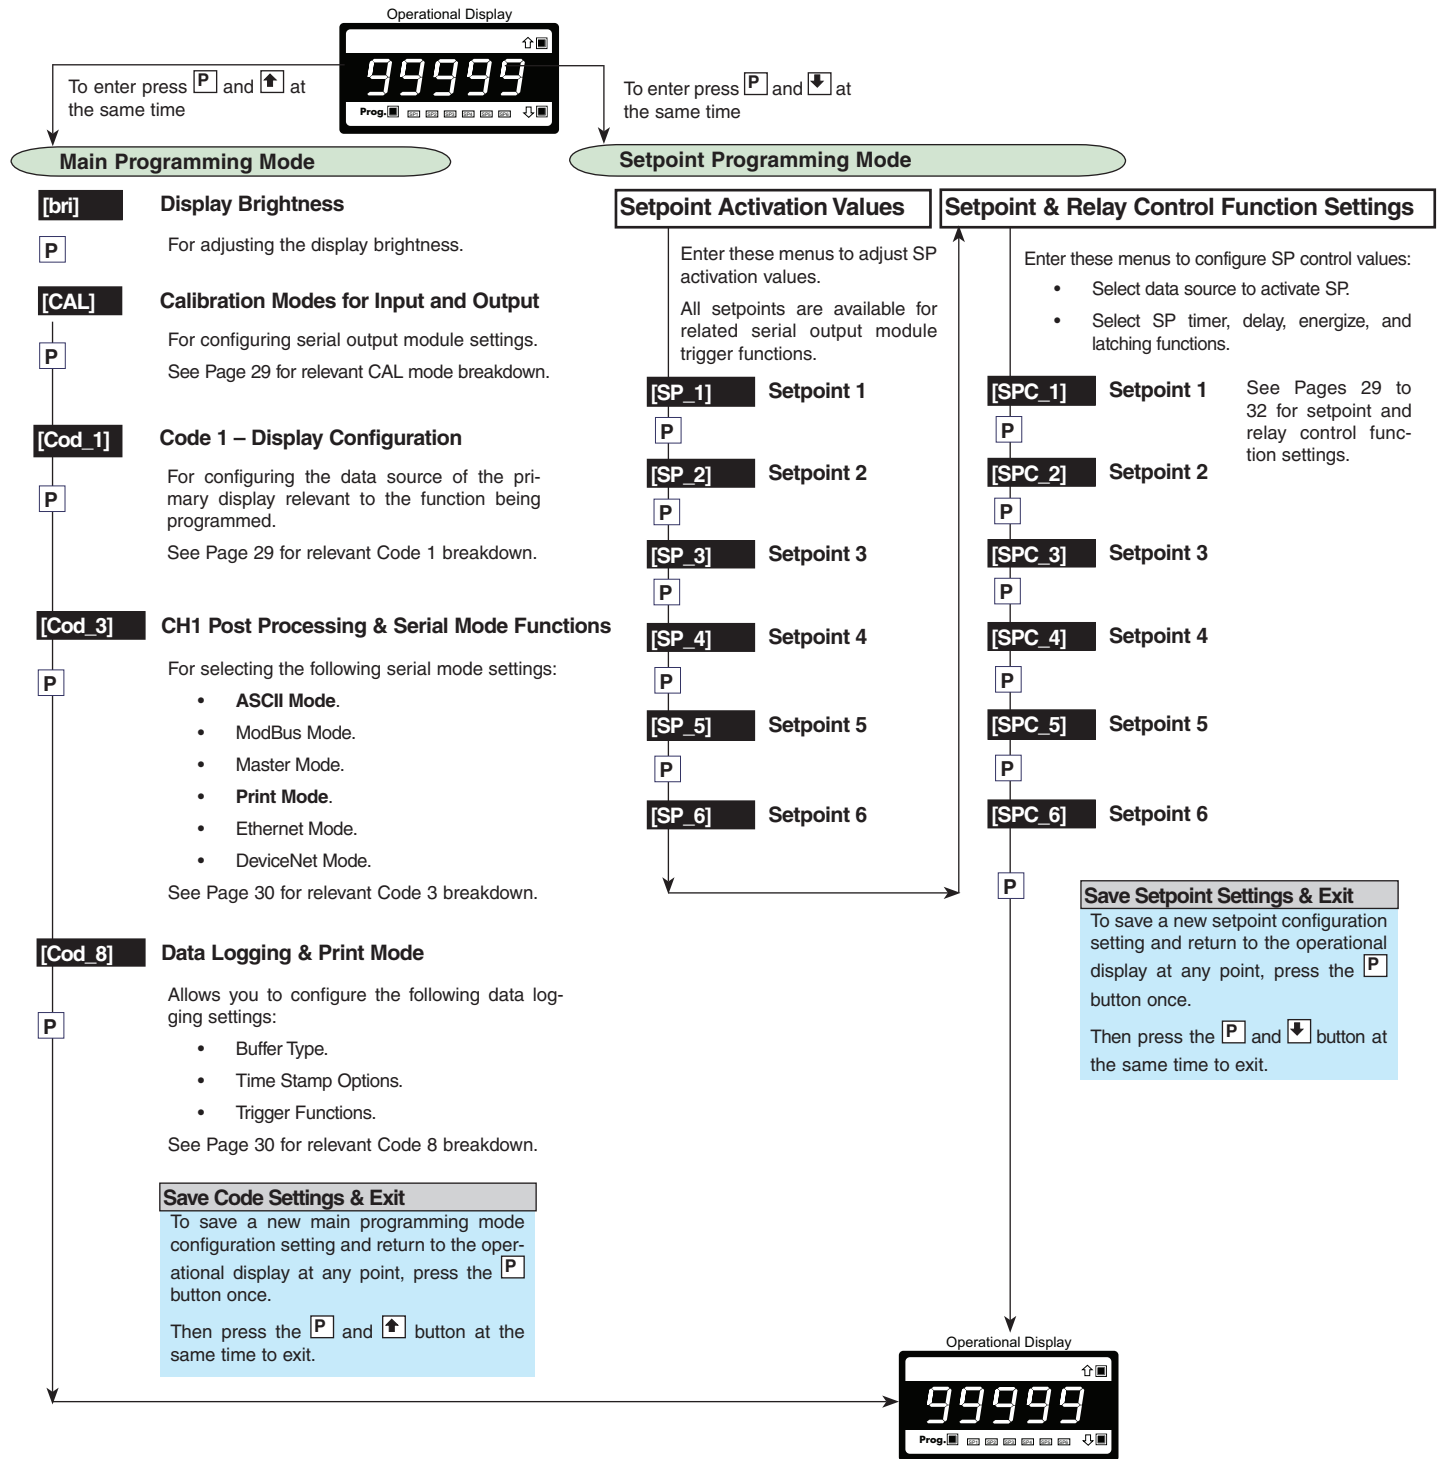 Operational Display
99999
Prog.
SP1 SP2 SP3 SP4 SP5 SP6
To enter press P and at
the same time
To enter press P and at
the same time
Main Programming Mode
[bri] Display Brightness
P
For adjusting the display brightness.
[CAL] Calibration Modes for Input and Output
For configuring serial output module settings.
P
See Page 29 for relevant CAL mode breakdown.
[Cod_1] Code 1 – Display Configuration
For configuring the data source of the pri-
P
mary display relevant to the function being
programmed.
See Page 29 for relevant Code 1 breakdown.
[Cod_3] CH1 Post Processing & Serial Mode Functions
For selecting the following serial mode settings:
P
• ASCII Mode.
• ModBus Mode.
• Master Mode.
• Print Mode.
• Ethernet Mode.
• DeviceNet Mode.
See Page 30 for relevant Code 3 breakdown.
[Cod_8] Data Logging & Print Mode
Allows you to configure the following data log-
ging settings:
P
• Buffer Type.
• Time Stamp Options.
• Trigger Functions.
See Page 30 for relevant Code 8 breakdown.
Save Code Settings & Exit
To save a new main programming mode
configuration setting and return to the oper-
ational display at any point, press the P
button once.
Then press the P and button at the
same time to exit.
Setpoint Programming Mode
Setpoint Activation Values
Enter these menus to adjust SP
activation values.
All setpoints are available for
related serial output module
trigger functions.
[SP_1] Setpoint 1
P
[SP_2] Setpoint 2
P
[SP_3] Setpoint 3
P
[SP_4] Setpoint 4
P
[SP_5] Setpoint 5
P
[SP_6] Setpoint 6
Setpoint & Relay Control Function Settings
Enter these menus to configure SP control values:
• Select data source to activate SP.
• Select SP timer, delay, energize, and
latching functions.
[SPC_1] Setpoint 1
See Pages 29 to
32 for setpoint and
relay control func-
tion settings.
P
[SPC_2] Setpoint 2
P
[SPC_3] Setpoint 3
P
[SPC_4] Setpoint 4
P
[SPC_5] Setpoint 5
P
[SPC_6] Setpoint 6
P
Save Setpoint Settings & Exit
To save a new setpoint configuration
setting and return to the operational
display at any point, press the P
button once.
Then press the P and button at
the same time to exit.
Operational Display
99999
Prog.
SP1 SP2 SP3 SP4 SP5 SP6